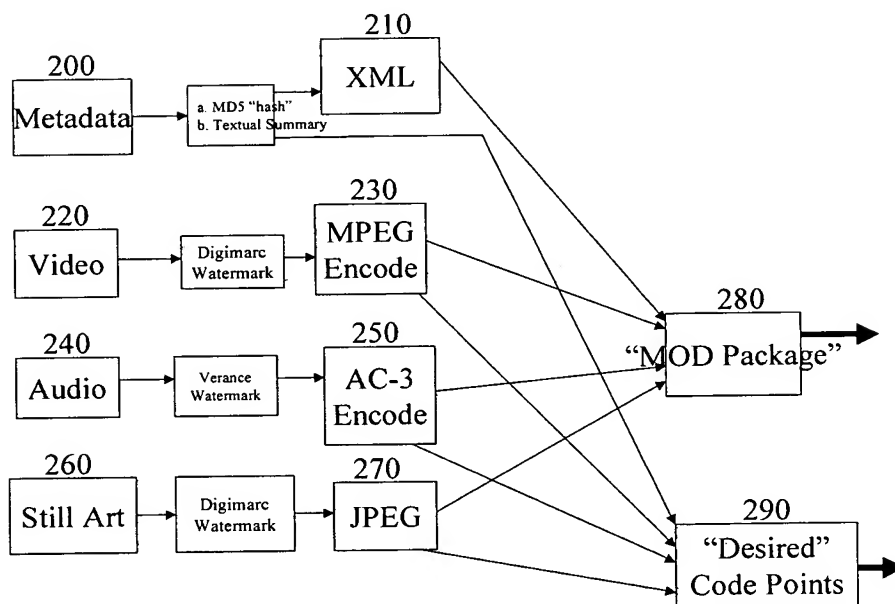 200
Metadata
a. MD5 "hash"
b. Textual Summary
210
XML
220
Video
Digimarc
Watermark
230
MPEG
Encode
240
Audio
Verance
Watermark
250
AC-3
Encode
260
Still Art
Digimarc
Watermark
270
JPEG
280
“MOD Package”
290
“Desired”
Code Points